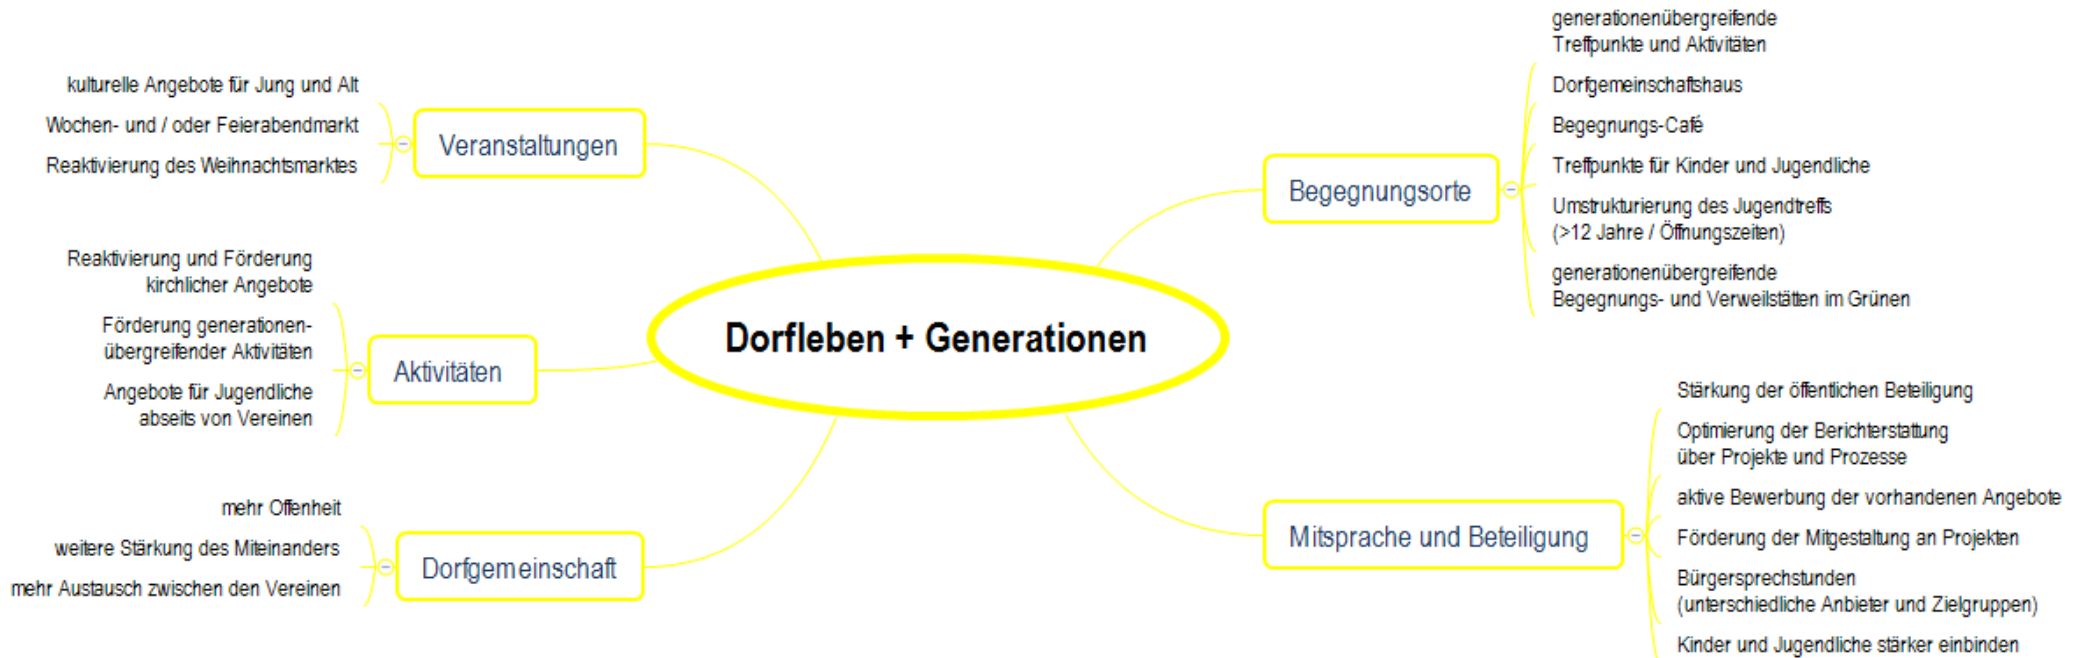 Dorfleben + Generationen
Veranstaltungen
kulturelle Angebote für Jung und Alt
Wochen- und / oder Feierabendmarkt
Reaktivierung des Weihnachtsmarktes
Aktivitäten
Reaktivierung und Förderung
kirchlicher Angebote
Förderung generationen-
übergreifender Aktivitäten
Angebote für Jugendliche
abseits von Vereinen
Dorfgemeinschaft
mehr Offenheit
weitere Stärkung des Miteinanders
mehr Austausch zwischen den Vereinen
Begegnungsorte
generationenübergreifende
Treffpunkte und Aktivitäten
Dorfgemeinschaftshaus
Begegnungs-Café
Treffpunkte für Kinder und Jugendliche
Umstrukturierung des Jugendtreffs
(>12 Jahre / Öffnungszeiten)
generationenübergreifende
Begegnungs- und Verweilstätten im Grünen
Mitsprache und Beteiligung
Stärkung der öffentlichen Beteiligung
Optimierung der Berichterstattung
über Projekte und Prozesse
aktive Bewerbung der vorhandenen Angebote
Förderung der Mitgestaltung an Projekten
Bürgersprechstunden
(unterschiedliche Anbieter und Zielgruppen)
Kinder und Jugendliche stärker einbinden